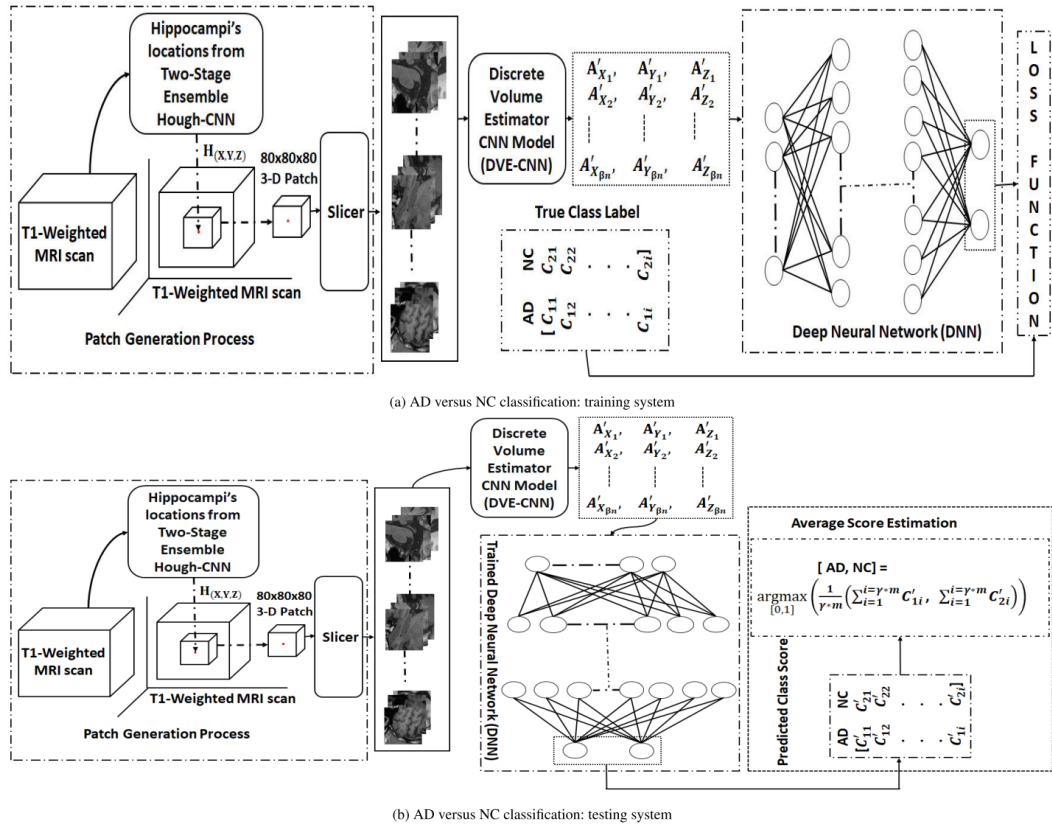 Hippocampi's
locations from
Two-Stage
Ensemble
Hough-CNN
H(X,Y,Z)
80x80x80
3-D Patch
Slicer
T1-Weighted
MRI scan
T1-Weighted MRI scan
Patch Generation Process
Discrete
Volume
Estimator
CNN Model
(DVE-CNN)
A′X1, A′Y1, A′Z1
A′X2, A′Y2, A′Z2
A′Xβn, A′Yβn, A′Zβn
True Class Label
AD NC
[ C11 C21
C12 C22
. .
. .
. .
C1i C2i]
Deep Neural Network (DNN)
LOSS FUNCTION
(a) AD versus NC classification: training system
Hippocampi's
locations from
Two-Stage
Ensemble
Hough-CNN
H(X,Y,Z)
80x80x80
3-D Patch
Slicer
T1-Weighted
MRI scan
T1-Weighted MRI scan
Patch Generation Process
Discrete
Volume
Estimator
CNN Model
(DVE-CNN)
A′X1, A′Y1, A′Z1
A′X2, A′Y2, A′Z2
A′Xβn, A′Yβn, A′Zβn
Trained Deep Neural Network (DNN)
Average Score Estimation
[ AD, NC] =
argmax[0,1] (1/γ∗m (∑i=1^i=γ∗m C′1i, ∑i=1^i=γ∗m C′2i))
Predicted Class Score
AD NC
[C′11 C′21
C′12 C′22
. .
. .
. .
C′1i C′2i]
(b) AD versus NC classification: testing system